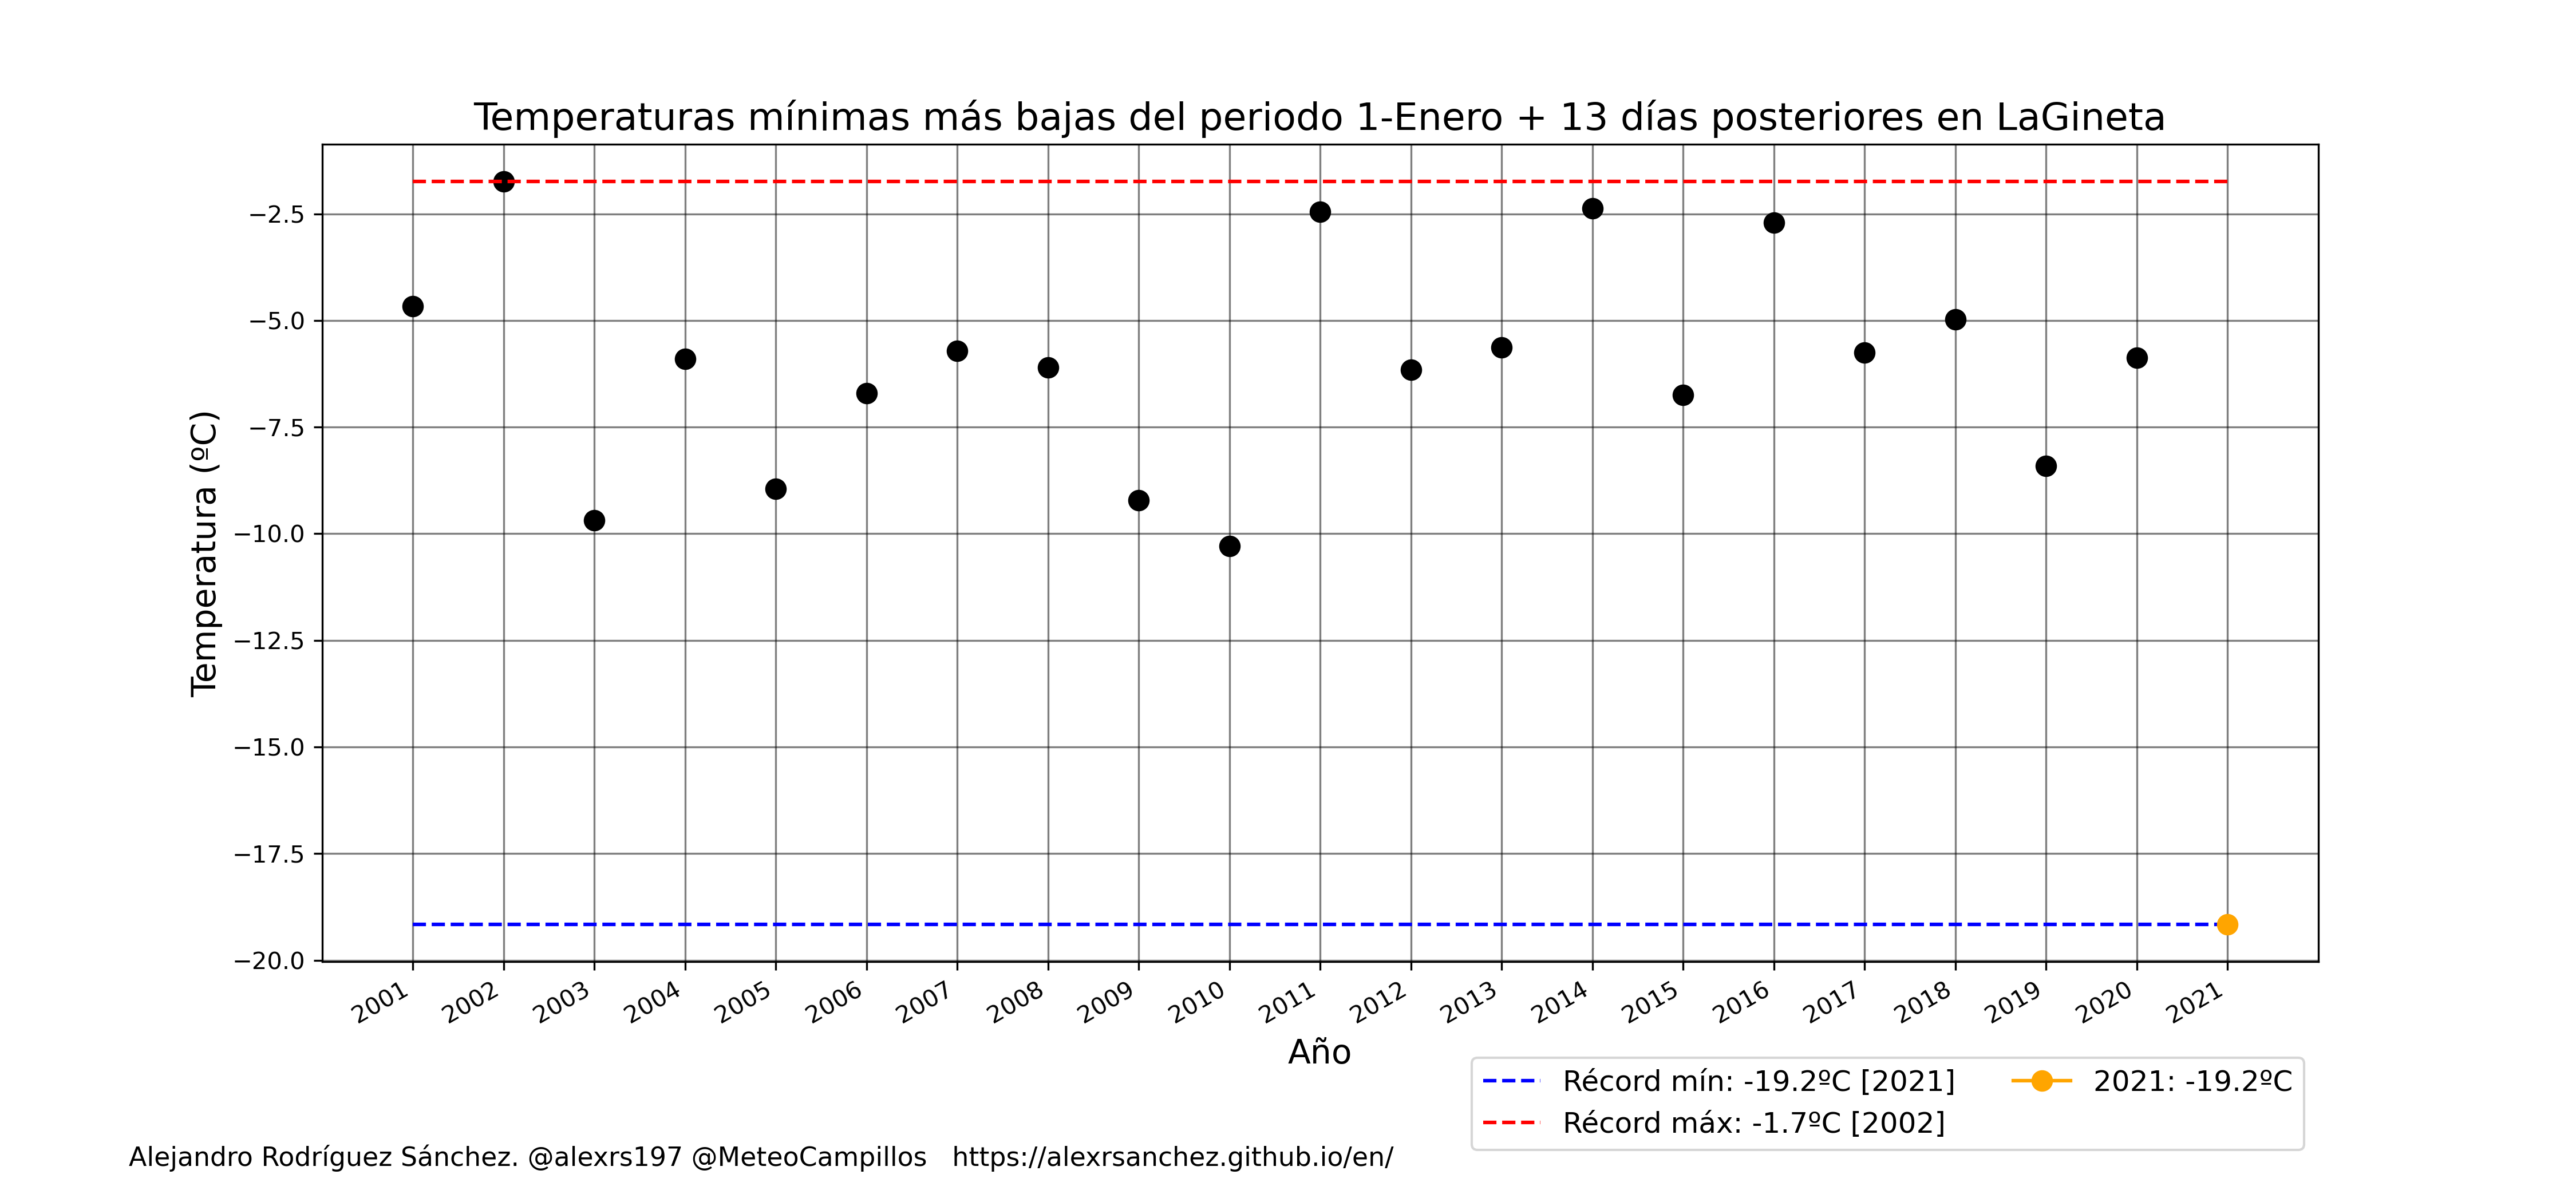 Temperaturas mínimas más bajas del periodo 1-Enero + 13 días posteriores en LaGineta
Temperatura (ºC)
−2.5
−5.0
−7.5
−10.0
−12.5
−15.0
−17.5
−20.0
2001 2002 2003 2004 2005 2006 2007 2008 2009 2010 2011 2012 2013 2014 2015 2016 2017 2018 2019 2020 2021
Año
Récord mín: -19.2ºC [2021]
Récord máx: -1.7ºC [2002]
2021: -19.2ºC
Alejandro Rodríguez Sánchez. @alexrs197 @MeteoCampillos https://alexrsanchez.github.io/en/